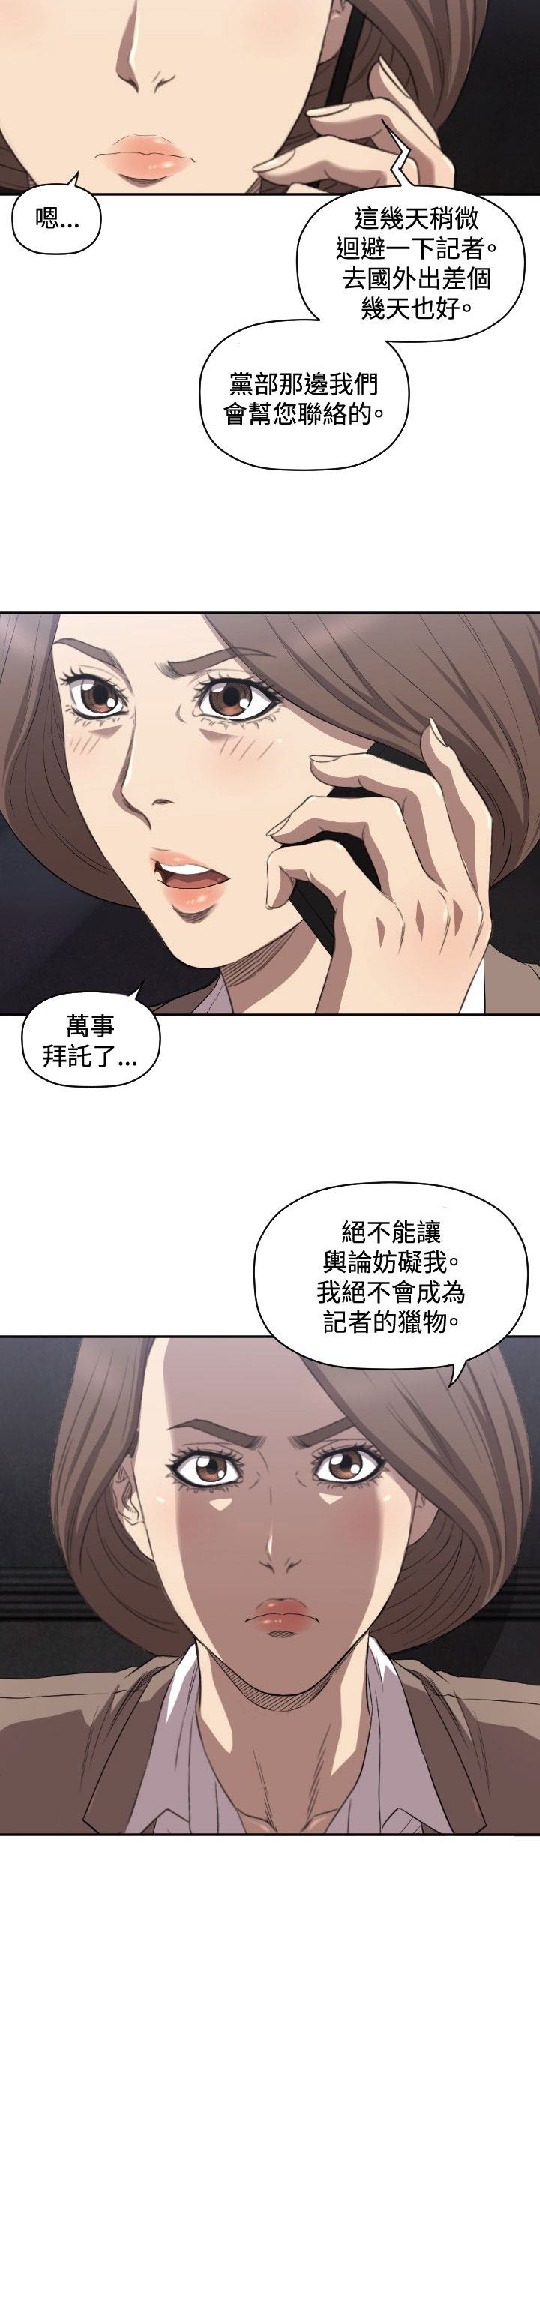 嗯...
這幾天稍微
迴避一下記者。
去國外出差個
幾天也好。
黨部那邊我們
會幫您聯絡的。
萬事
拜託了...
絕不能讓
輿論妨礙我。
我絕不會成為
記者的獵物。